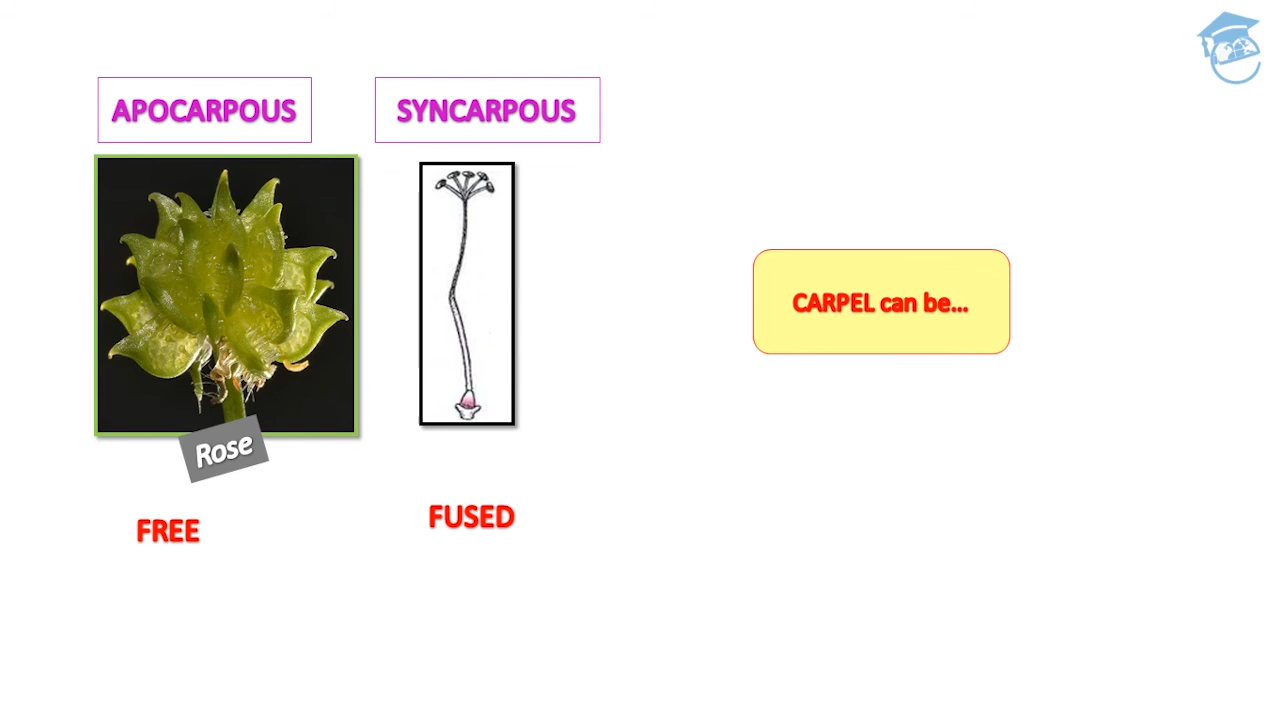 APOCARPOUS
SYNCARPOUS
CARPEL can be...
Rose
FREE
FUSED